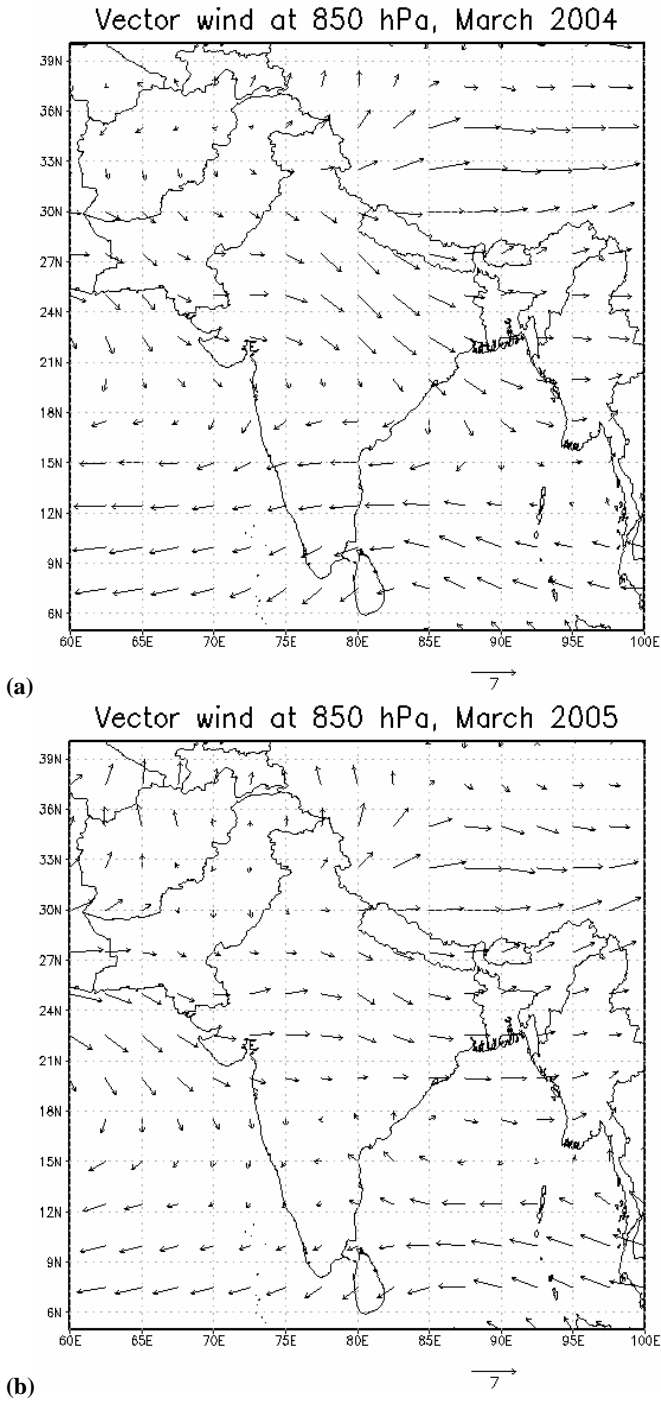 Vector wind at 850 hPa, March 2004
39N
36N
33N
30N
27N
24N
21N
18N
15N
12N
9N
6N
60E 65E 70E 75E 80E 85E 90E 95E 100E
7
(a)
Vector wind at 850 hPa, March 2005
39N
36N
33N
30N
27N
24N
21N
18N
15N
12N
9N
6N
60E 65E 70E 75E 80E 85E 90E 95E 100E
7
(b)